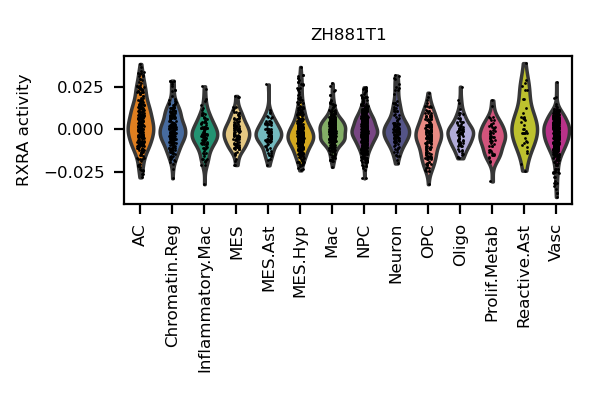 ZH881T1
RXRA activity
0.025
0.000
−0.025
AC
Chromatin.Reg
Inflammatory.Mac
MES
MES.Ast
MES.Hyp
Mac
NPC
Neuron
OPC
Oligo
Prolif.Metab
Reactive.Ast
Vasc